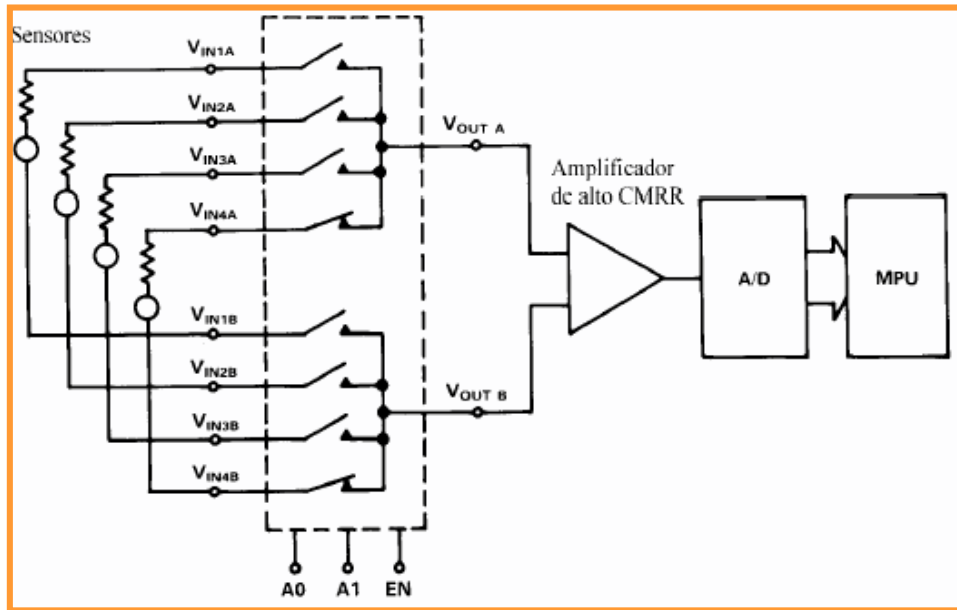 Sensores
VIN1A
VIN2A
VIN3A
VIN4A
VIN1B
VIN2B
VIN3B
VIN4B
A0 A1 EN
VOUT A
VOUT B
Amplificador
de alto CMRR
A/D
MPU